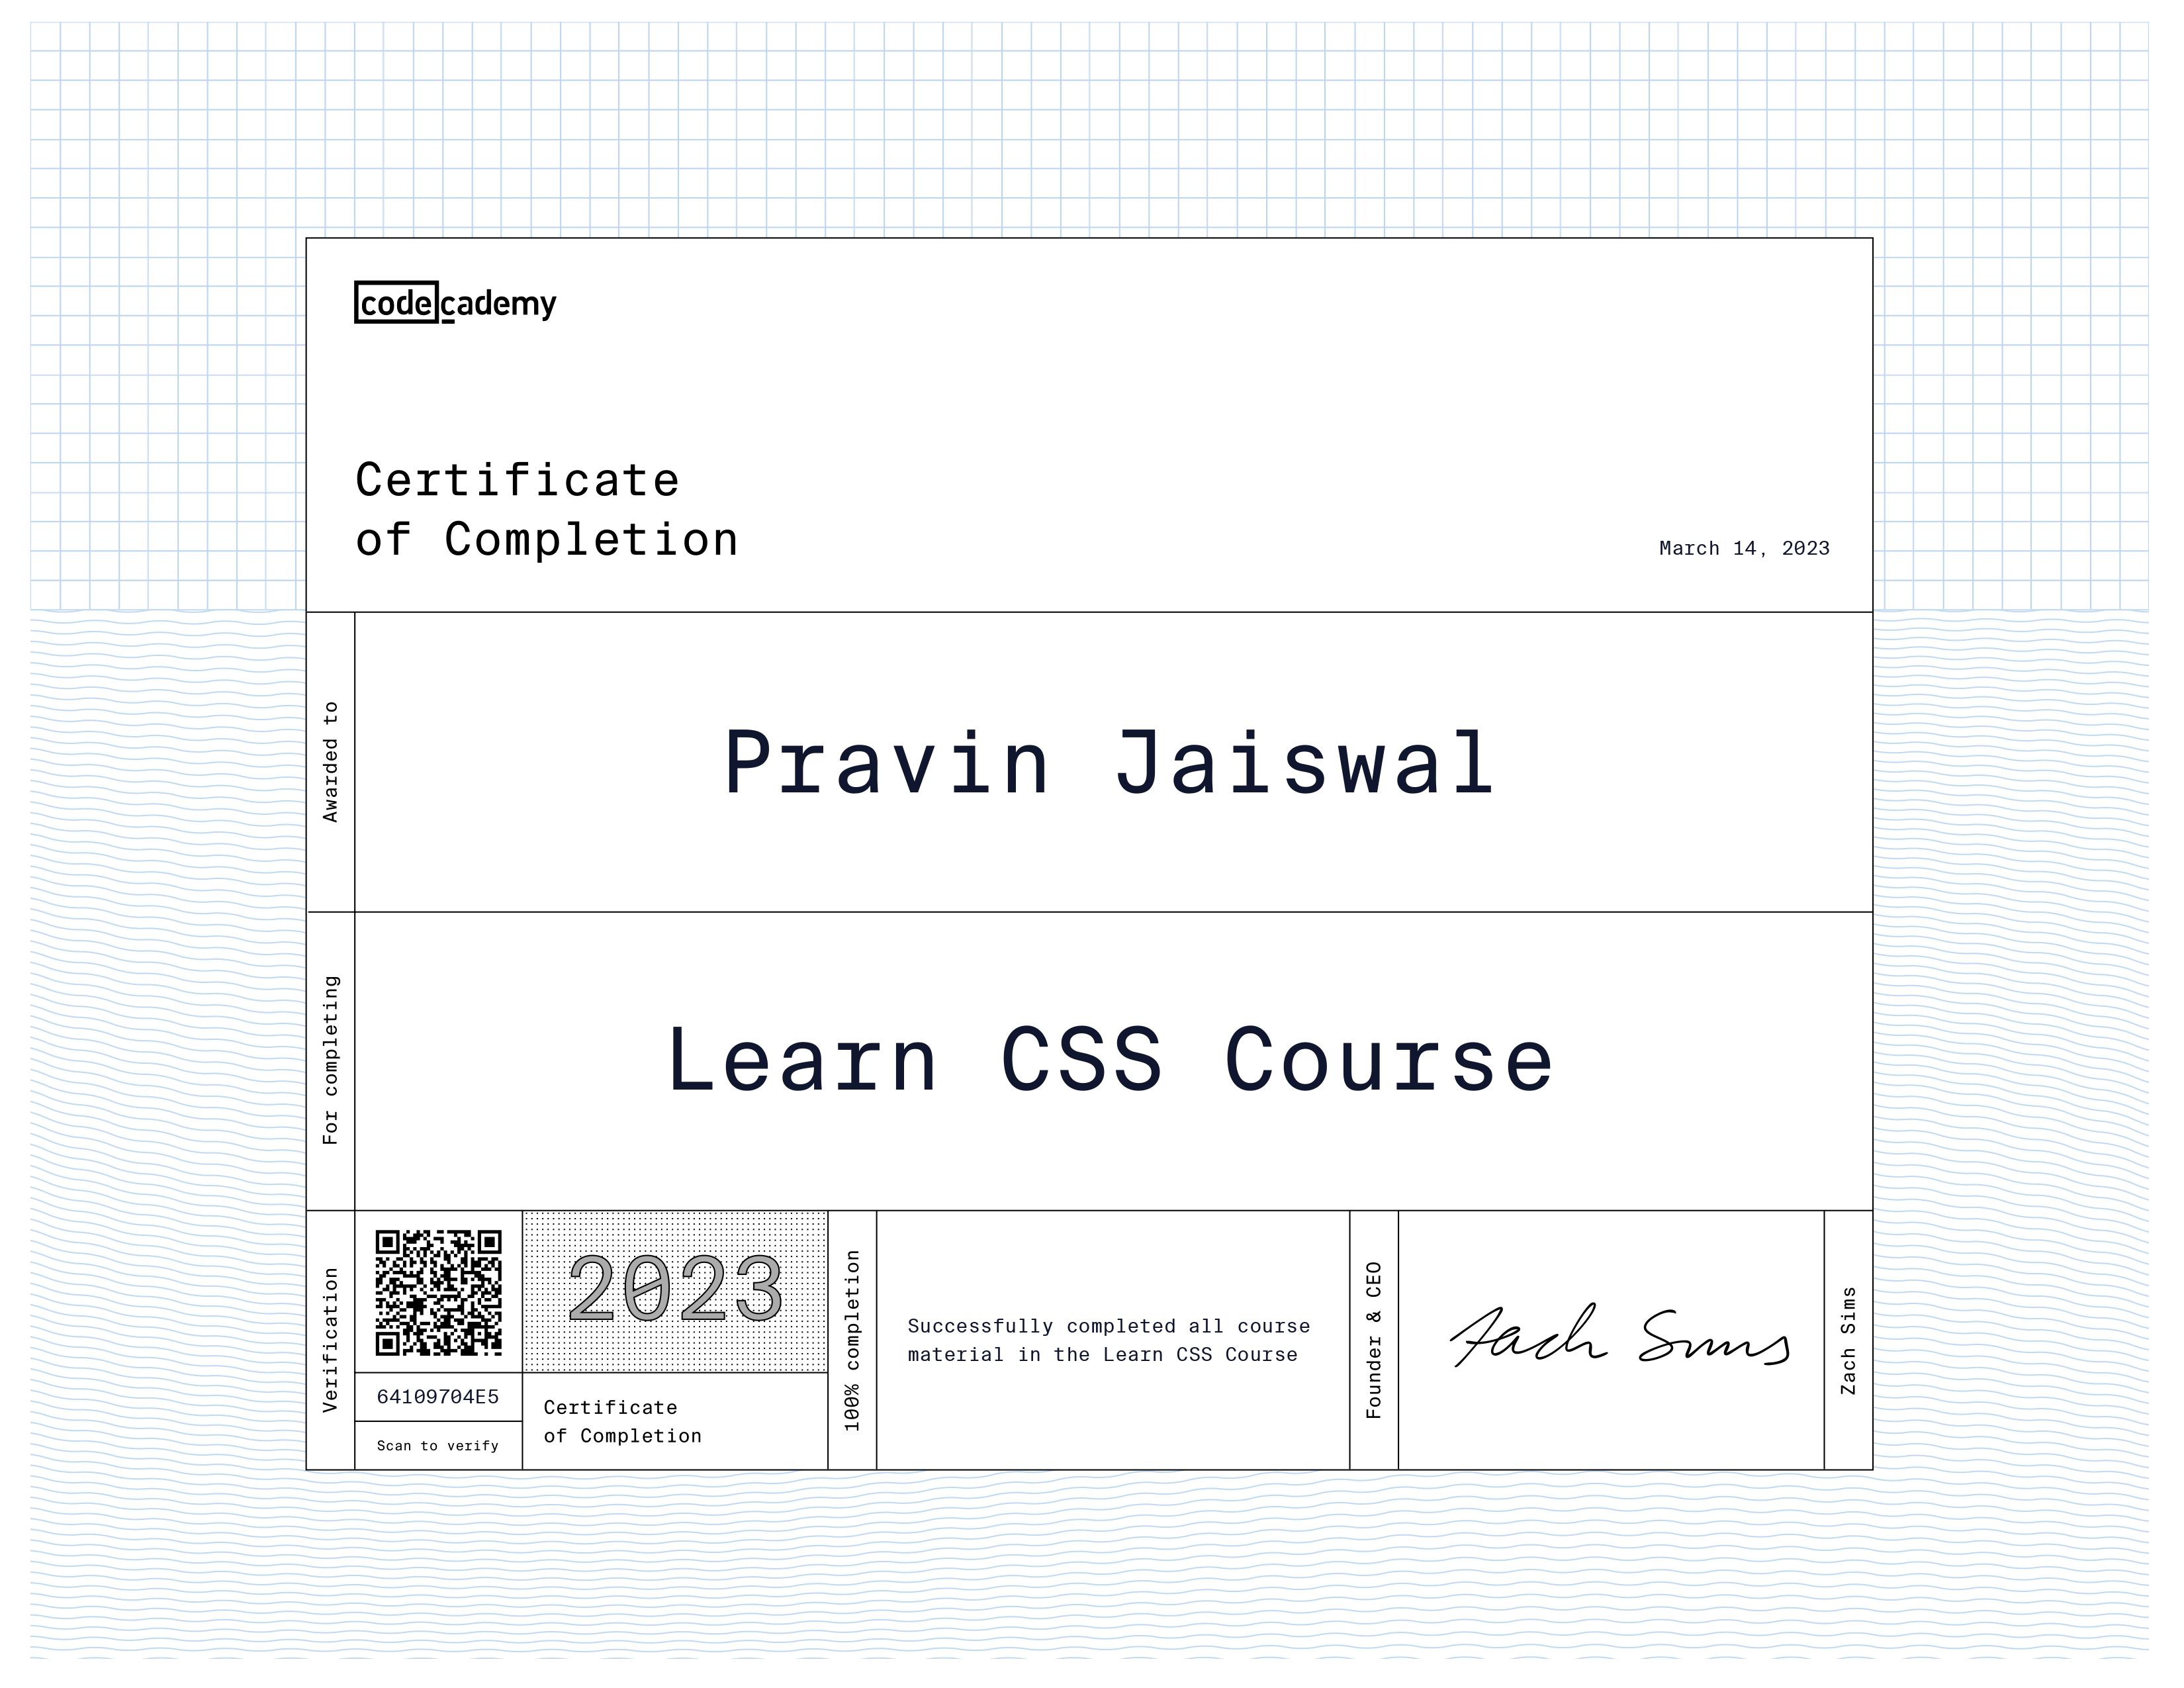 codecademy
Certificate
of Completion
March 14, 2023
Awarded to
Pravin Jaiswal
For completing
Learn CSS Course
Verification
64109704E5
Scan to verify
2023
Certificate
of Completion
100% completion
Successfully completed all course
material in the Learn CSS Course
Founder & CEO
Zach Sims
Zach Sims